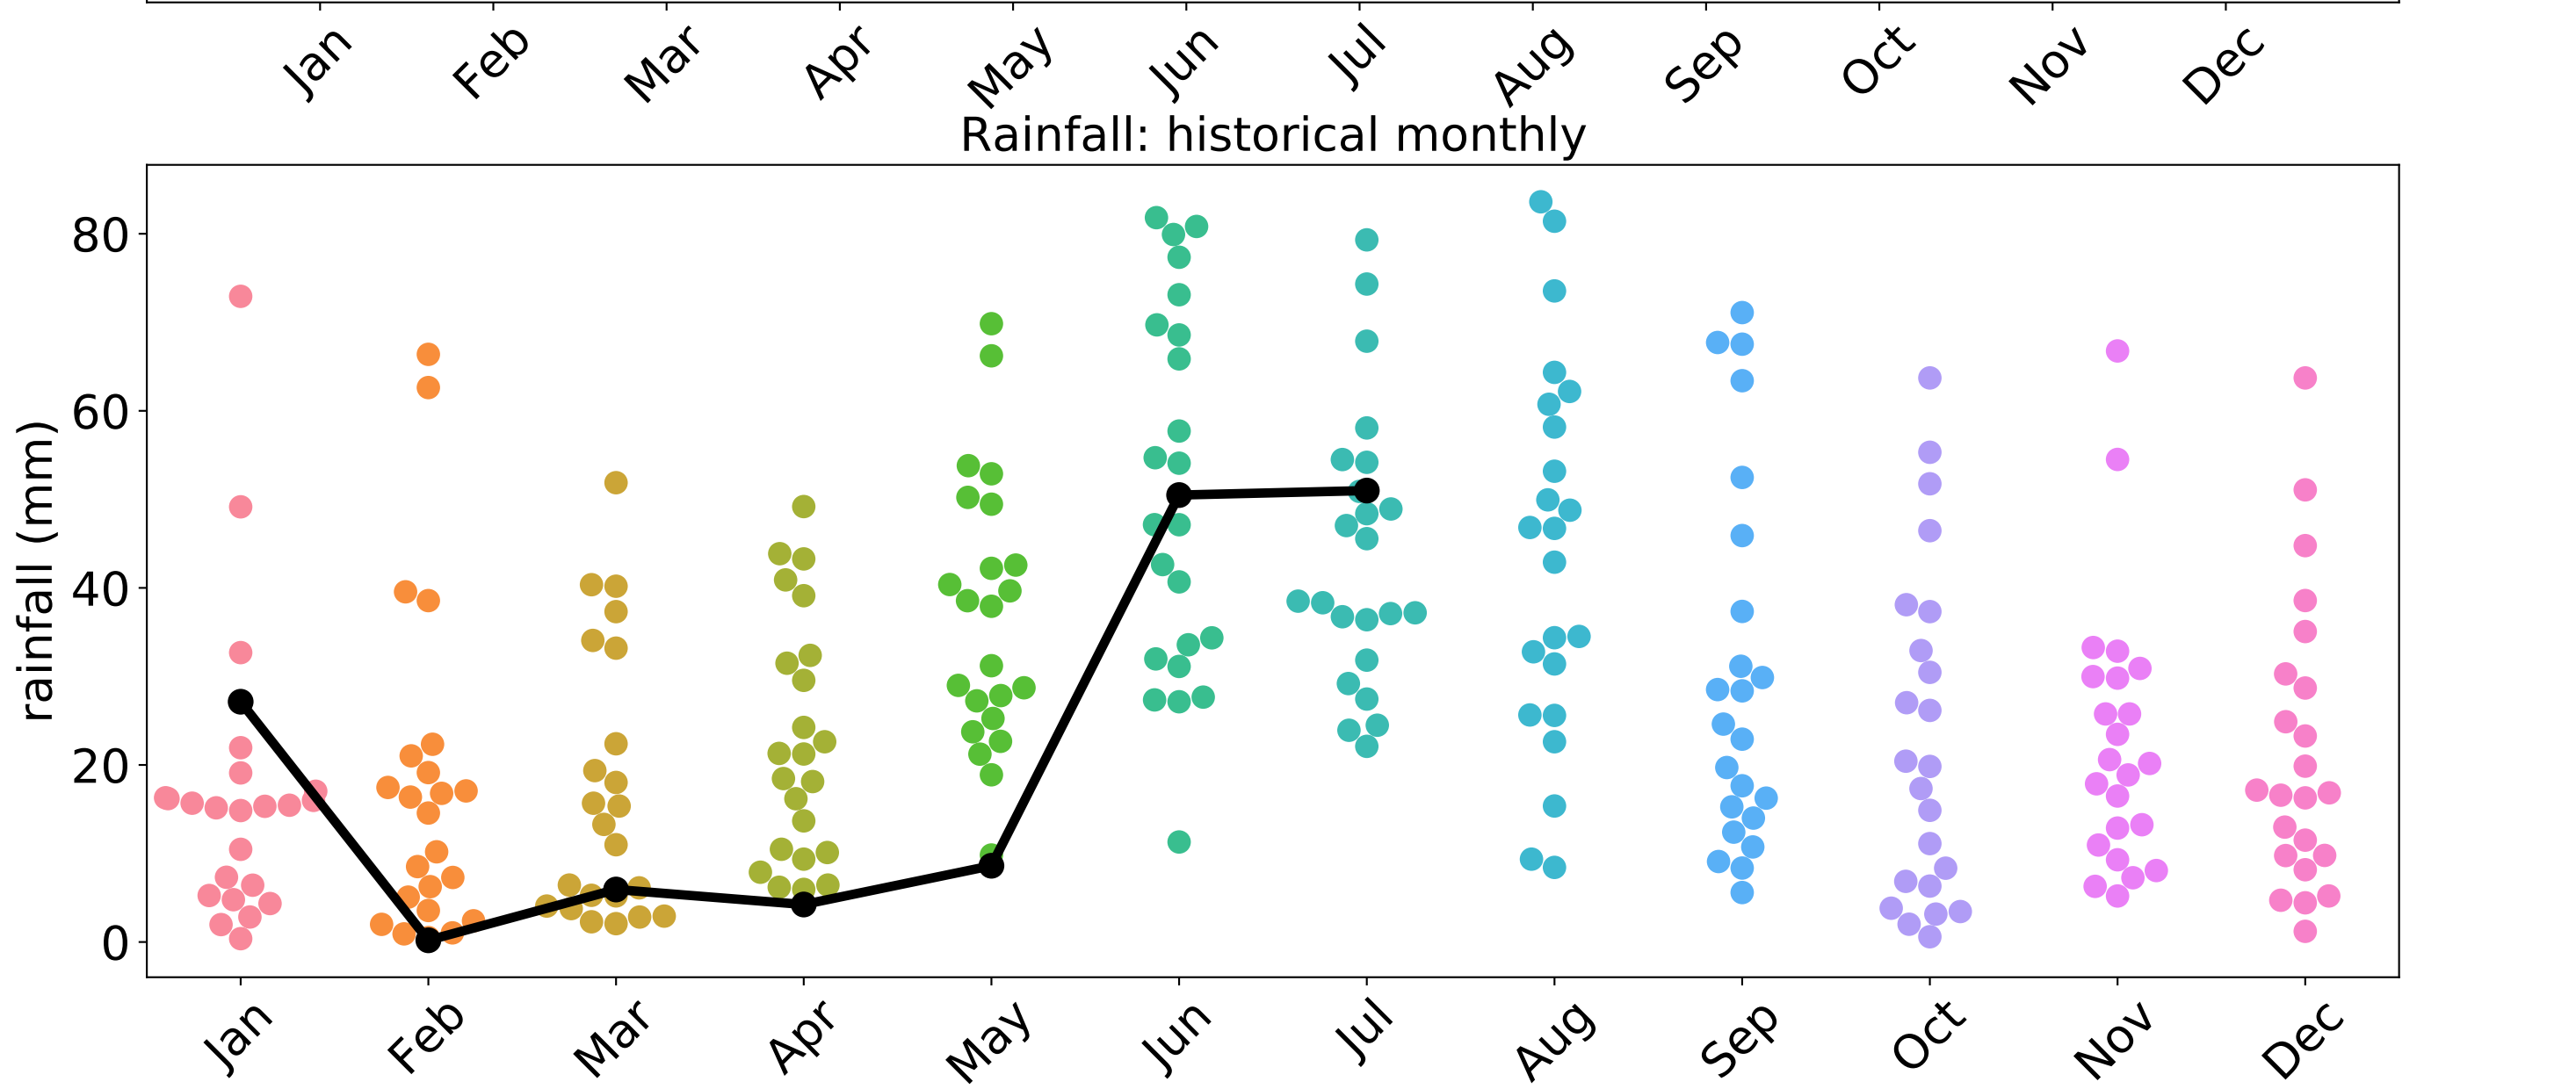 Jan Feb Mar Apr May Jun Jul Aug Sep Oct Nov Dec
Rainfall: historical monthly
80
60
40
20
0
rainfall (mm)
Jan Feb Mar Apr May Jun Jul Aug Sep Oct Nov Dec